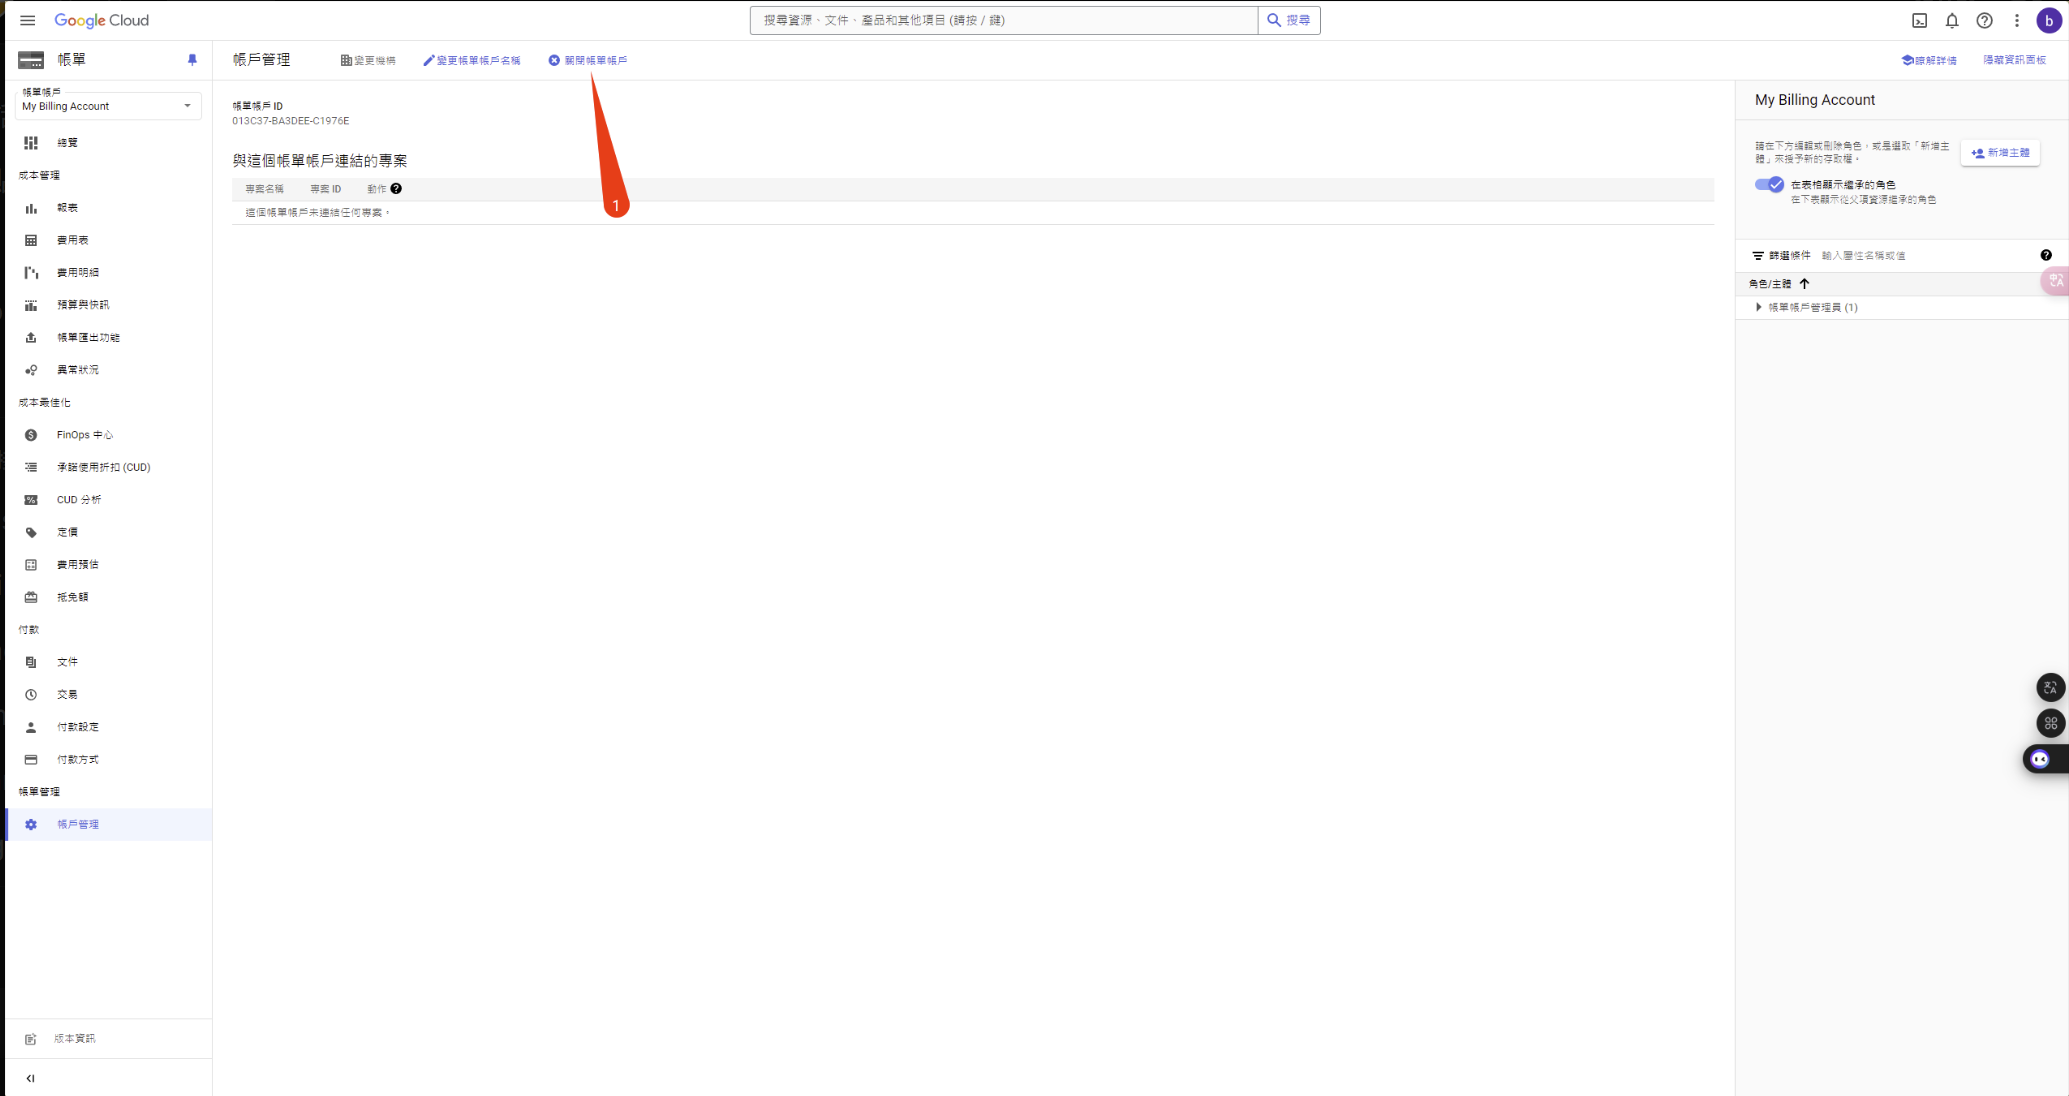 Google Cloud
搜尋資源、文件、產品和其他項目 (請按 / 鍵)
搜尋
b
帳單
帳戶管理
變更機構
變更帳單帳戶名稱
關閉帳單帳戶
瞭解詳情
隱藏資訊面板
帳單帳戶
My Billing Account
總覽
成本管理
報表
費用表
費用明細
預算與快訊
帳單匯出功能
異常狀況
成本最佳化
FinOps 中心
承諾使用折扣 (CUD)
CUD 分析
定價
費用預估
抵免額
付款
文件
交易
付款設定
付款方式
帳單管理
帳戶管理
版本資訊
帳單帳戶 ID
013C37-BA3DEE-C1976E
與這個帳單帳戶連結的專案
專案名稱 專案 ID 動作
這個帳單帳戶未連結任何專案。
1
My Billing Account
請在下方編輯或刪除角色，或是選取「新增主
體」來授予新的存取權。
新增主體
在表格顯示繼承的角色
在下表顯示從父項資源繼承的角色
篩選條件 輸入屬性名稱或值
角色/主體
帳單帳戶管理員 (1)